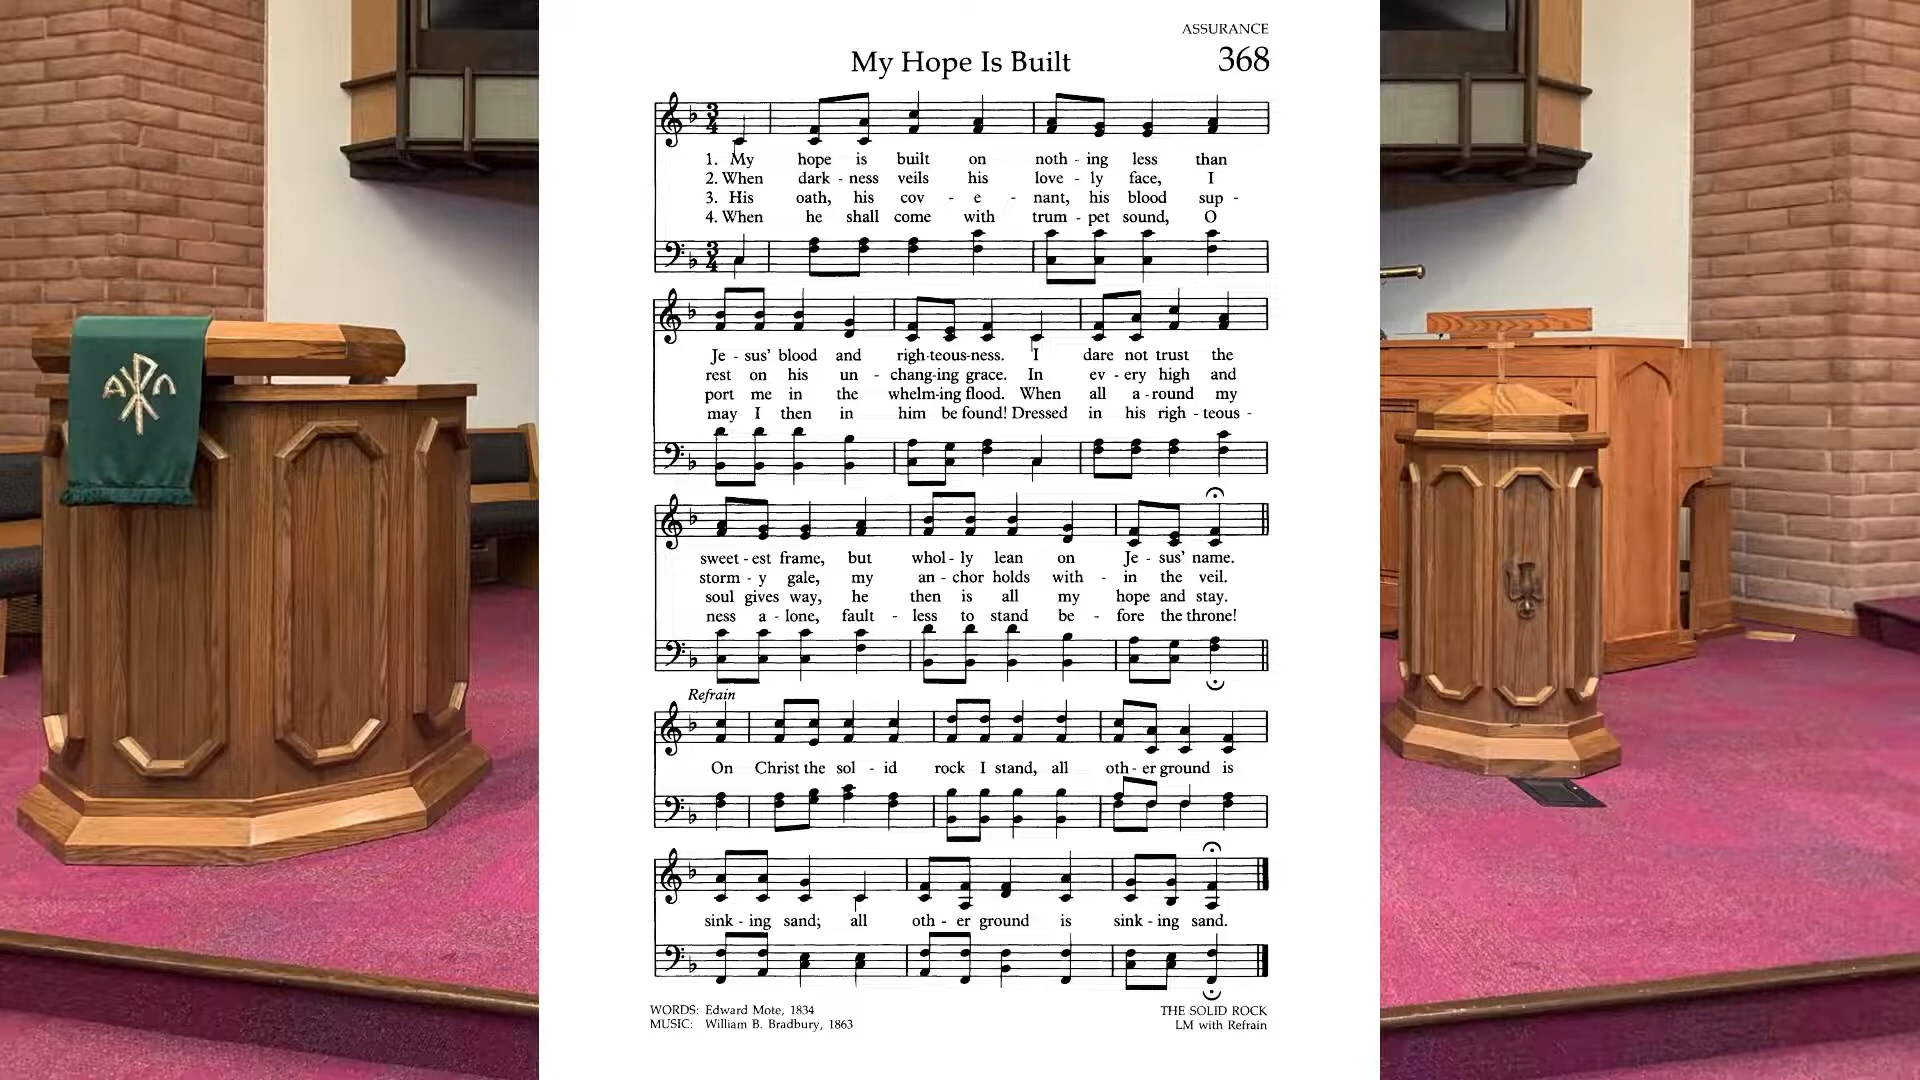 ASSURANCE
My Hope Is Built 368
1. My hope is built on noth - ing less than
2. When dark - ness veils his love - ly face, I
3. His oath, his cov - e - nant, his blood sup -
4. When he shall come with trum - pet sound, O
Je - sus' blood and righ - teous - ness. I dare not trust the
rest on his un - chang - ing grace. In ev - ery high and
port me in the whelm - ing flood. When all a - round my
may I then in him be found! Dressed in his righ - teous -
sweet - est frame, but whol - ly lean on Je - sus' name.
storm - y gale, my an - chor holds with - in the veil.
soul gives way, he then is all my hope and stay.
ness a - lone, fault - less to stand be - fore the throne!
Refrain
On Christ the sol - id rock I stand, all oth - er ground is
sink - ing sand; all oth - er ground is sink - ing sand.
WORDS: Edward Mote, 1834
MUSIC: William B. Bradbury, 1863
THE SOLID ROCK
LM with Refrain